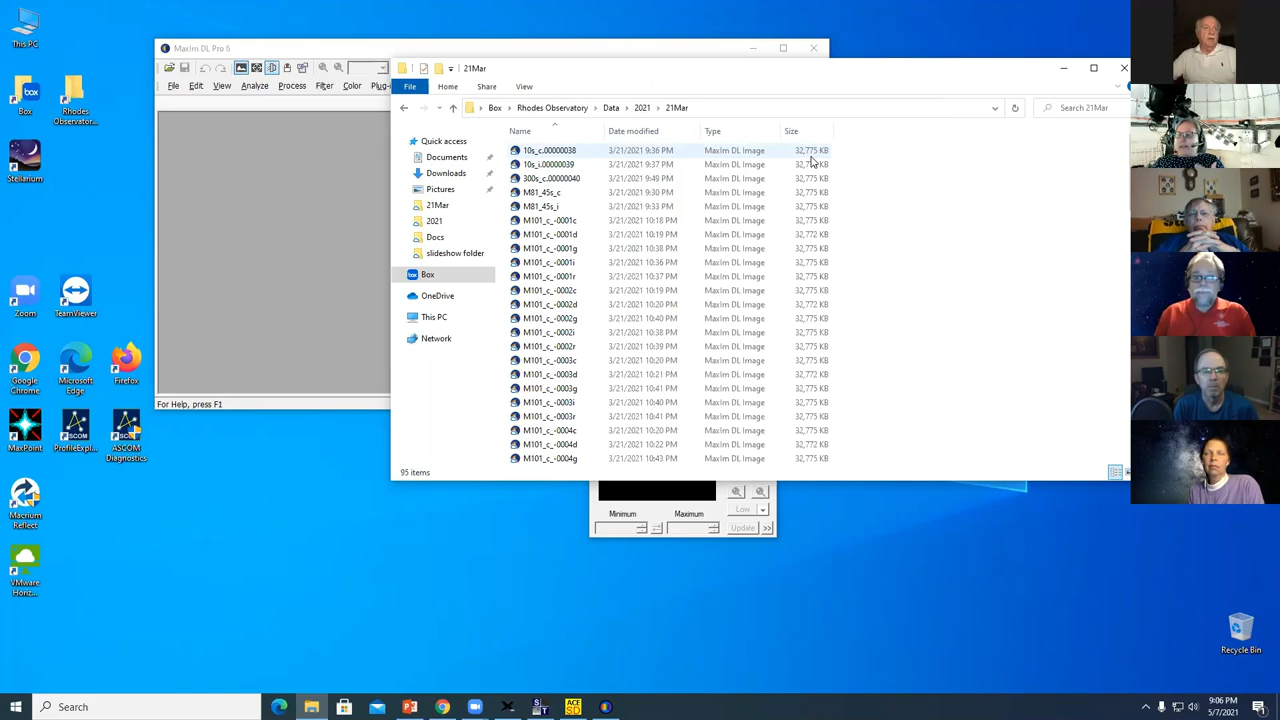 This PC
Box
Rhodes
Observator...
Stellarium
Zoom
TeamViewer
Google
Chrome
Microsoft
Edge
Firefox
MaxPoint
ProfileExpl...
ASCOM
Diagnostics
Macrium
Reflect
VMware
Horiz...
MaxIm DL Pro 6
File Edit View Analyze Process Filter Color
For Help, press F1
21Mar
File Home Share View
Box Rhodes Observatory Data 2021 21Mar
Search 21Mar
Quick access
Documents
Downloads
Pictures
21Mar
2021
Docs
slideshow folder
Box
OneDrive
This PC
Network
Name Date modified Type Size
10s_c.00000038 3/21/2021 9:36 PM MaxIm DL Image 32,775 KB
10s_i.00000039 3/21/2021 9:37 PM MaxIm DL Image
300s_c.00000040 3/21/2021 9:49 PM MaxIm DL Image 32,775 KB
M81_45s_c 3/21/2021 9:30 PM MaxIm DL Image 32,775 KB
M81_45s_i 3/21/2021 9:33 PM MaxIm DL Image 32,775 KB
M101_c_-0001c 3/21/2021 10:18 PM MaxIm DL Image 32,775 KB
M101_c_-0001d 3/21/2021 10:19 PM MaxIm DL Image 32,772 KB
M101_c_-0001g 3/21/2021 10:38 PM MaxIm DL Image 32,775 KB
M101_c_-0001i 3/21/2021 10:36 PM MaxIm DL Image 32,775 KB
M101_c_-0001r 3/21/2021 10:37 PM MaxIm DL Image 32,775 KB
M101_c_-0002c 3/21/2021 10:19 PM MaxIm DL Image 32,775 KB
M101_c_-0002d 3/21/2021 10:20 PM MaxIm DL Image 32,772 KB
M101_c_-0002g 3/21/2021 10:40 PM MaxIm DL Image 32,775 KB
M101_c_-0002i 3/21/2021 10:38 PM MaxIm DL Image 32,775 KB
M101_c_-0002r 3/21/2021 10:39 PM MaxIm DL Image 32,775 KB
M101_c_-0003c 3/21/2021 10:20 PM MaxIm DL Image 32,775 KB
M101_c_-0003d 3/21/2021 10:21 PM MaxIm DL Image 32,772 KB
M101_c_-0003g 3/21/2021 10:41 PM MaxIm DL Image 32,775 KB
M101_c_-0003i 3/21/2021 10:40 PM MaxIm DL Image 32,775 KB
M101_c_-0003r 3/21/2021 10:41 PM MaxIm DL Image 32,775 KB
M101_c_-0004c 3/21/2021 10:20 PM MaxIm DL Image 32,775 KB
M101_c_-0004d 3/21/2021 10:22 PM MaxIm DL Image 32,772 KB
M101_c_-0004g 3/21/2021 10:43 PM MaxIm DL Image 32,775 KB
95 items
Low
Minimum Maximum
Update >>
Recycle Bin
Search
9:06 PM
5/7/2021